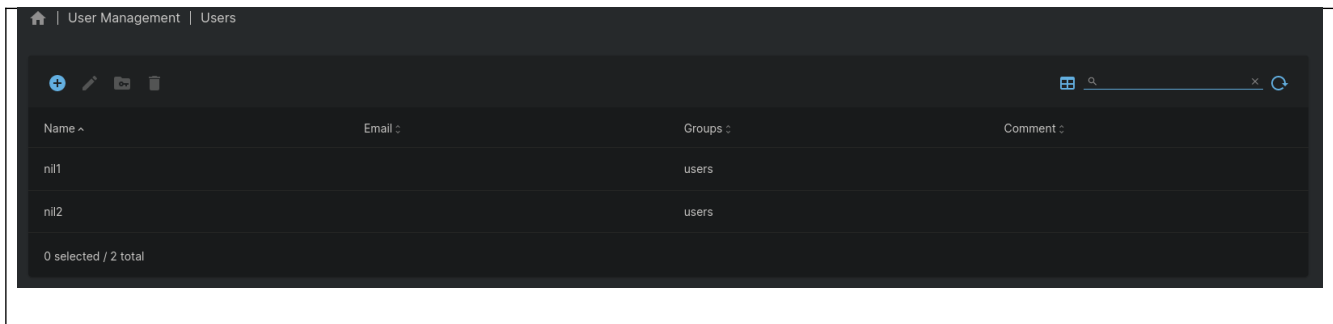 | User Management | Users
Name Email Groups Comment
nil1 users
nil2 users
0 selected / 2 total